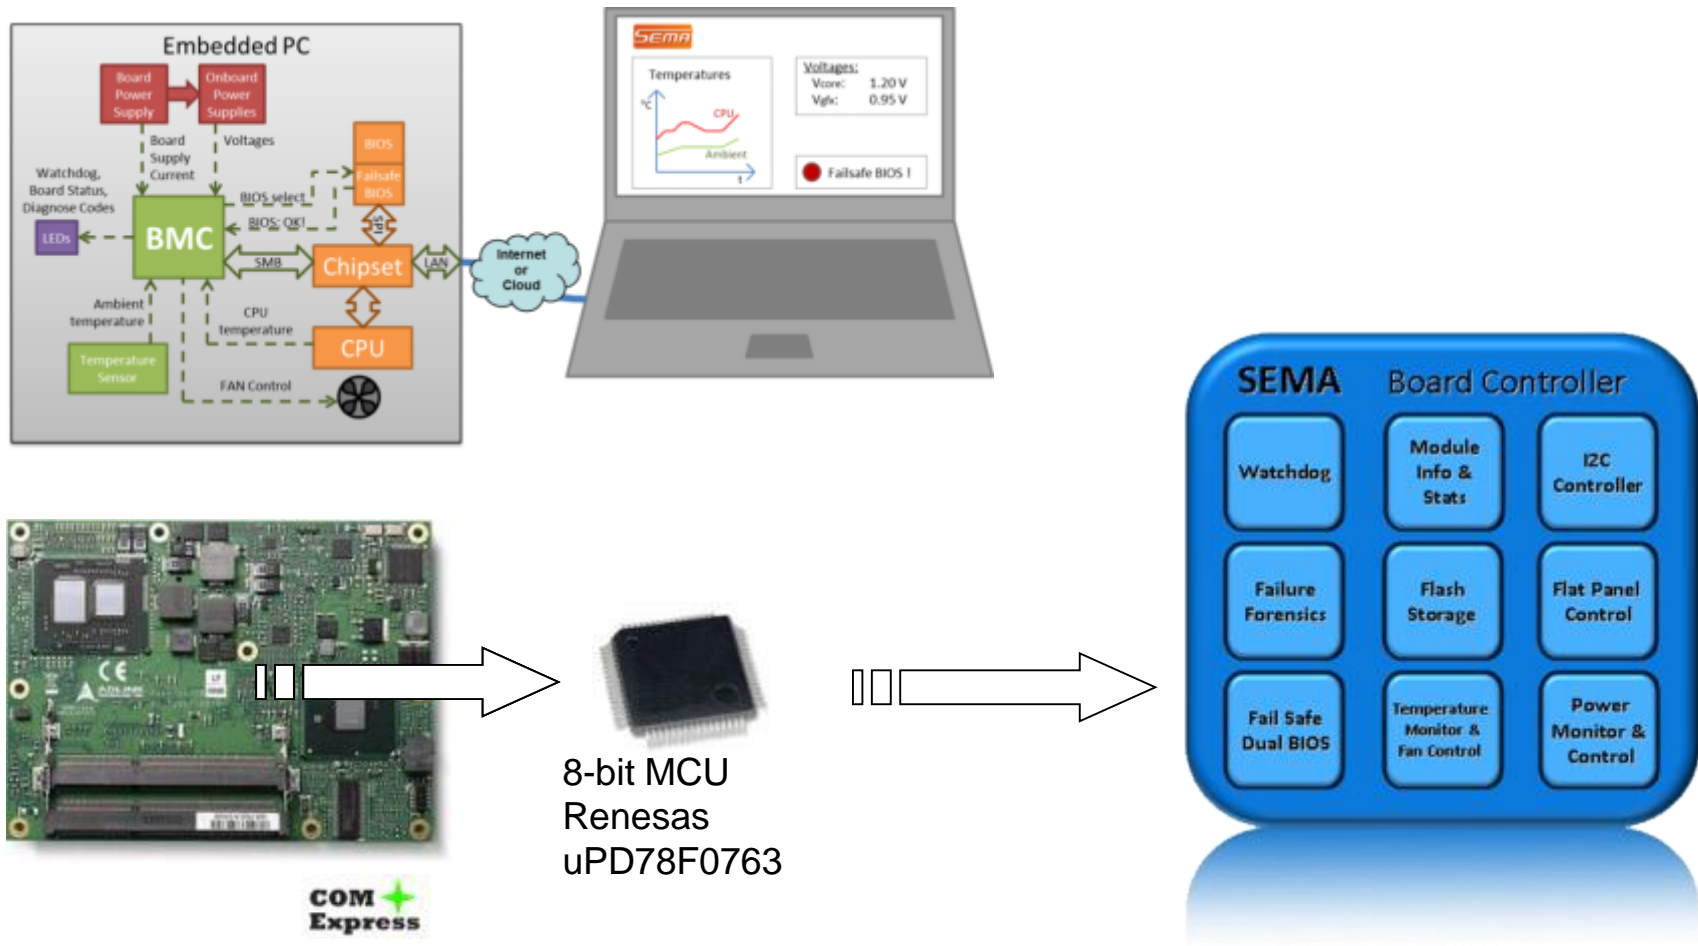 Embedded PC
Board
Power
Supply
Onboard
Power
Supplies
Board
Supply
Current
Voltages
BIOS
Failsafe
BIOS
Watchdog,
Board Status,
Diagnose Codes
BIOS select
BIOS: OK!
SPI
LEDs
BMC
SMB
Chipset
LAN
Ambient
temperature
CPU
temperature
CPU
Temperature
Sensor
FAN Control
Internet
or
Cloud
SEMA
Temperatures
°C
CPU
Ambient
t
Voltages:
Vcore: 1.20 V
Vgfx: 0.95 V
Failsafe BIOS !
SEMA Board Controller
Watchdog
Module
Info &
Stats
I2C
Controller
Failure
Forensics
Flash
Storage
Flat Panel
Control
Fail Safe
Dual BIOS
Temperature
Monitor &
Fan Control
Power
Monitor &
Control
CE
ADLINK
8-bit MCU
Renesas
uPD78F0763
COM
Express